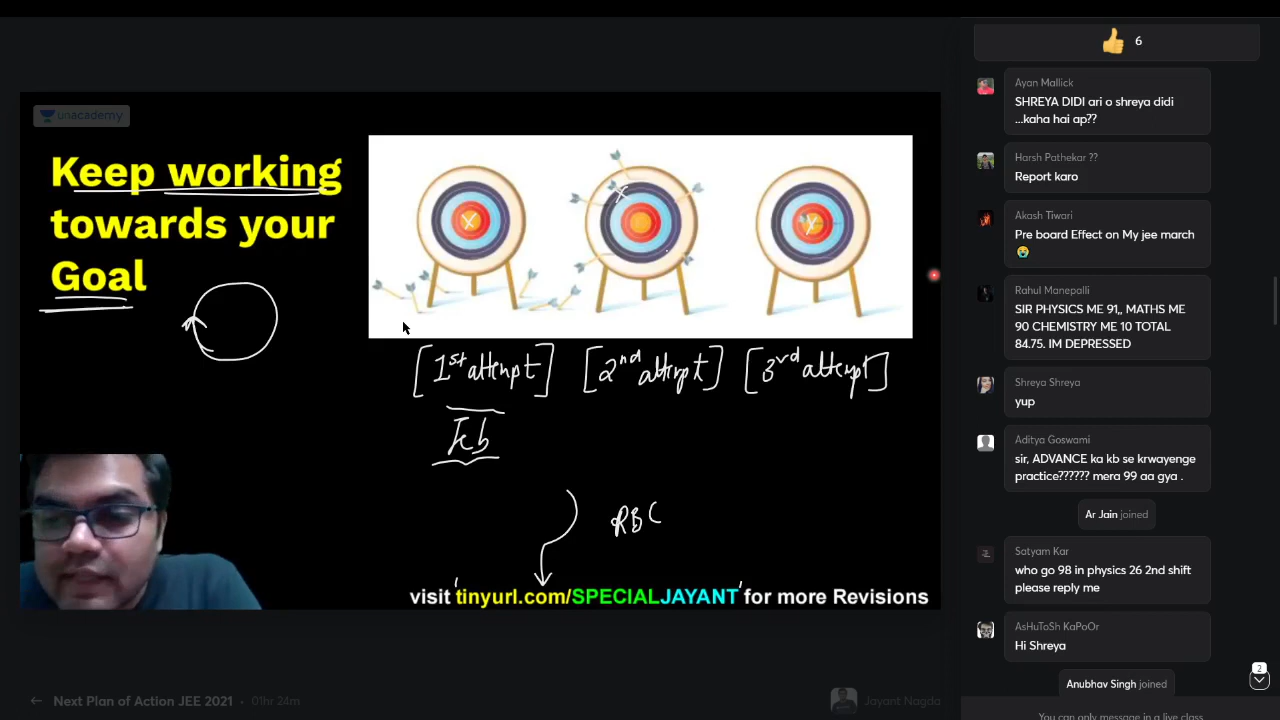 unacademy
Keep working
towards your
Goal
[1st attempt] [2nd attempt] [3rd attempt]
Feb
RBC
visit 'tinyurl.com/SPECIALJAYANT' for more Revisions
← Next Plan of Action JEE 2021 • 01hr 24m
Jayant Nagda
👍 6
Ayan Mallick
SHREYA DIDI ari o shreya didi
...kaha hai ap??
Harsh Pathekar ??
Report karo
Akash Tiwari
Pre board Effect on My jee march
😭
Rahul Manepalli
SIR PHYSICS ME 91,, MATHS ME
90 CHEMISTRY ME 10 TOTAL
84.75. IM DEPRESSED
Shreya Shreya
yup
Aditya Goswami
sir, ADVANCE ka kb se krwayenge
practice?????? mera 99 aa gya .
Ar Jain joined
Satyam Kar
who go 98 in physics 26 2nd shift
please reply me
AsHuToSh KaPoOr
Hi Shreya
2
Anubhav Singh joined
You can only message in a live class